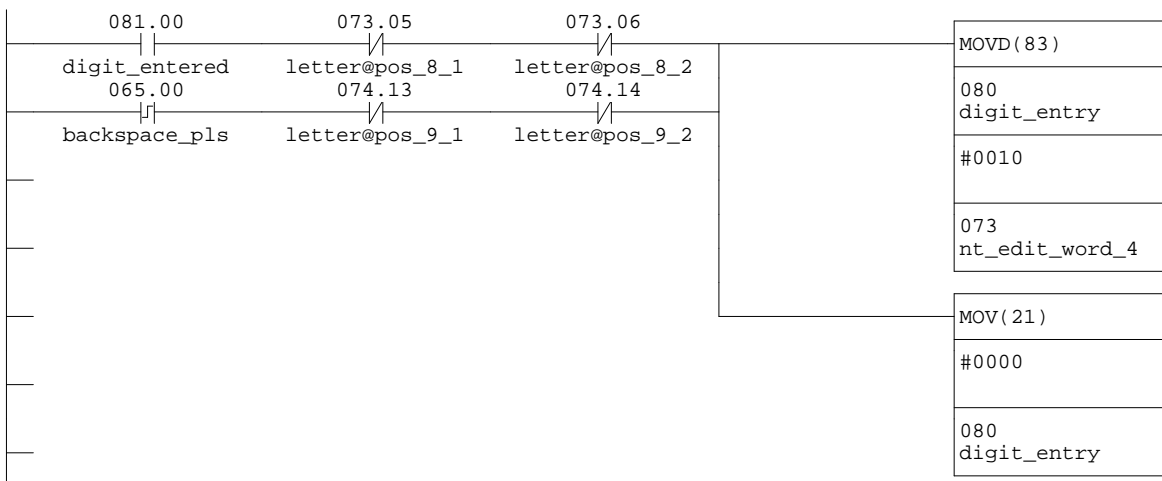 081.00 073.05 073.06
digit_entered letter@pos_8_1 letter@pos_8_2
065.00 074.13 074.14
backspace_pls letter@pos_9_1 letter@pos_9_2
MOVD(83)
080
digit_entry
#0010
073
nt_edit_word_4
MOV(21)
#0000
080
digit_entry